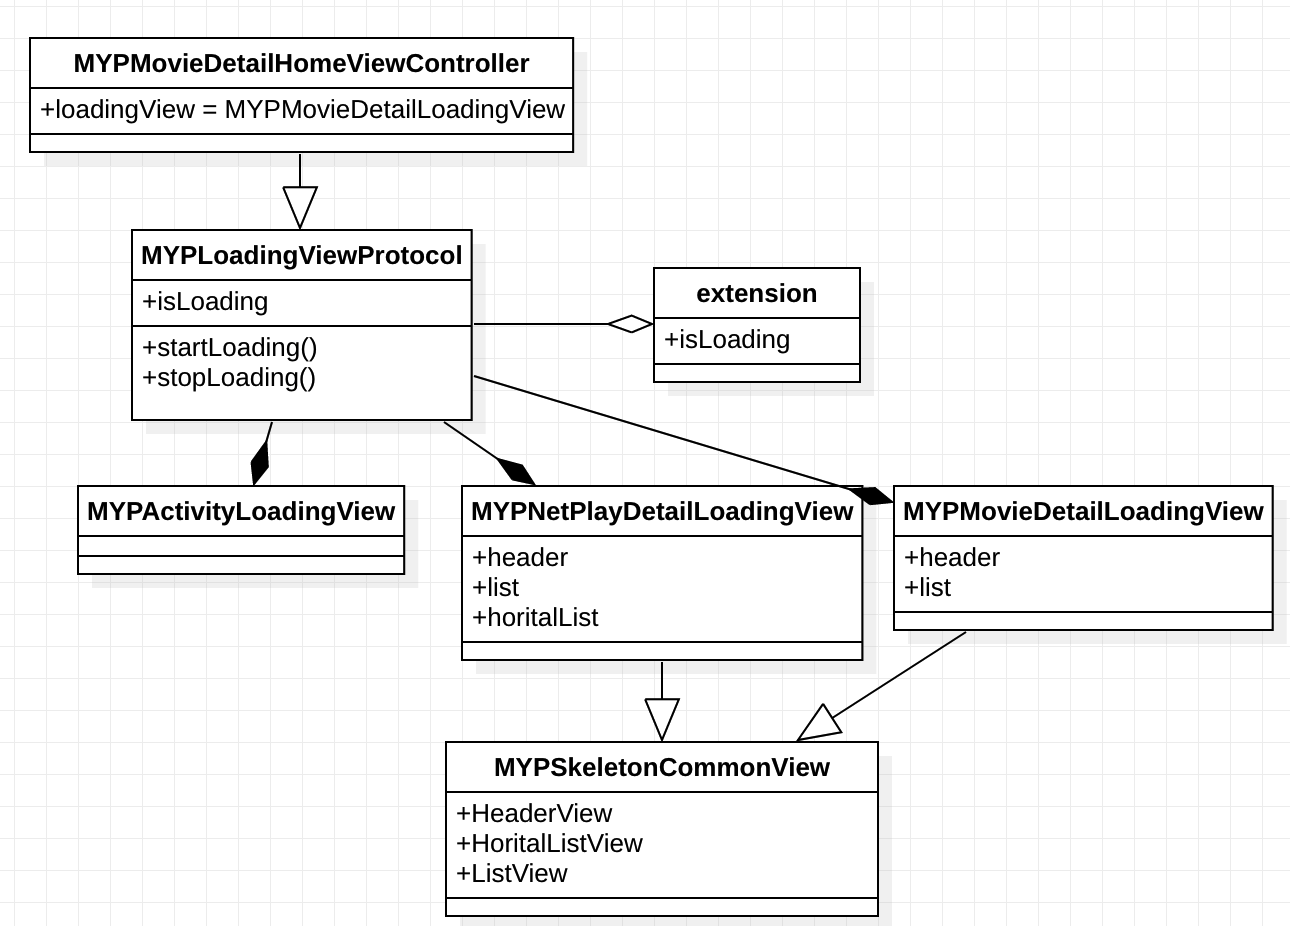 MYPMovieDetailHomeViewController
+loadingView = MYPMovieDetailLoadingView
MYPLoadingViewProtocol
+isLoading
+startLoading()
+stopLoading()
extension
+isLoading
MYPActivityLoadingView
MYPNetPlayDetailLoadingView
+header
+list
+horitalList
MYPMovieDetailLoadingView
+header
+list
MYPSkeletonCommonView
+HeaderView
+HoritalListView
+ListView